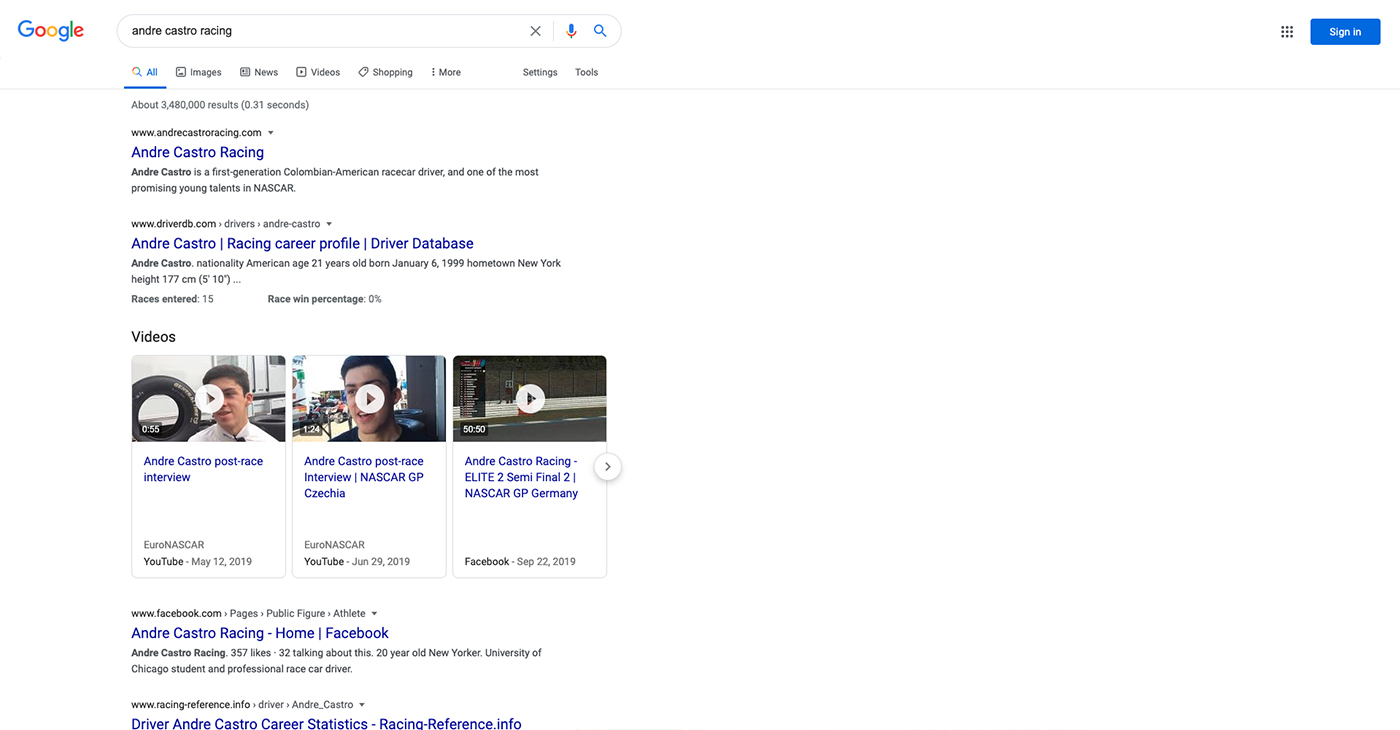 Google
andre castro racing
Sign in
All Images News Videos Shopping More Settings Tools
About 3,480,000 results (0.31 seconds)
www.andrecastroracing.com
Andre Castro Racing
Andre Castro is a first-generation Colombian-American racecar driver, and one of the most
promising young talents in NASCAR.
www.driverdb.com › drivers › andre-castro
Andre Castro | Racing career profile | Driver Database
Andre Castro. nationality American age 21 years old born January 6, 1999 hometown New York
height 177 cm (5' 10") ...
Races entered: 15 Race win percentage: 0%
Videos
0:55
Andre Castro post-race
interview
EuroNASCAR
YouTube - May 12, 2019
1:24
Andre Castro post-race
Interview | NASCAR GP
Czechia
EuroNASCAR
YouTube - Jun 29, 2019
50:50
Andre Castro Racing -
ELITE 2 Semi Final 2 |
NASCAR GP Germany
Facebook - Sep 22, 2019
www.facebook.com › Pages › Public Figure › Athlete
Andre Castro Racing - Home | Facebook
Andre Castro Racing. 357 likes · 32 talking about this. 20 year old New Yorker. University of
Chicago student and professional race car driver.
www.racing-reference.info › driver › Andre_Castro
Driver Andre Castro Career Statistics - Racing-Reference.info